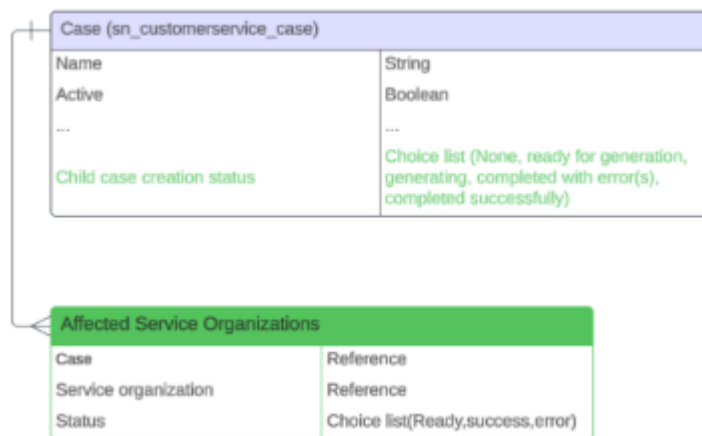 Case (sn_customerservice_case)
Name String
Active Boolean
... ...
Child case creation status Choice list (None, ready for generation,
generating, completed with error(s),
completed successfully)
Affected Service Organizations
Case Reference
Service organization Reference
Status Choice list(Ready,success,error)